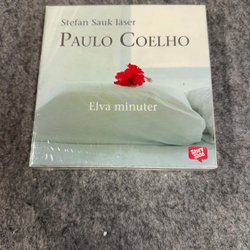 Stefan Sauk läser
PAULO COELHO
Elva minuter